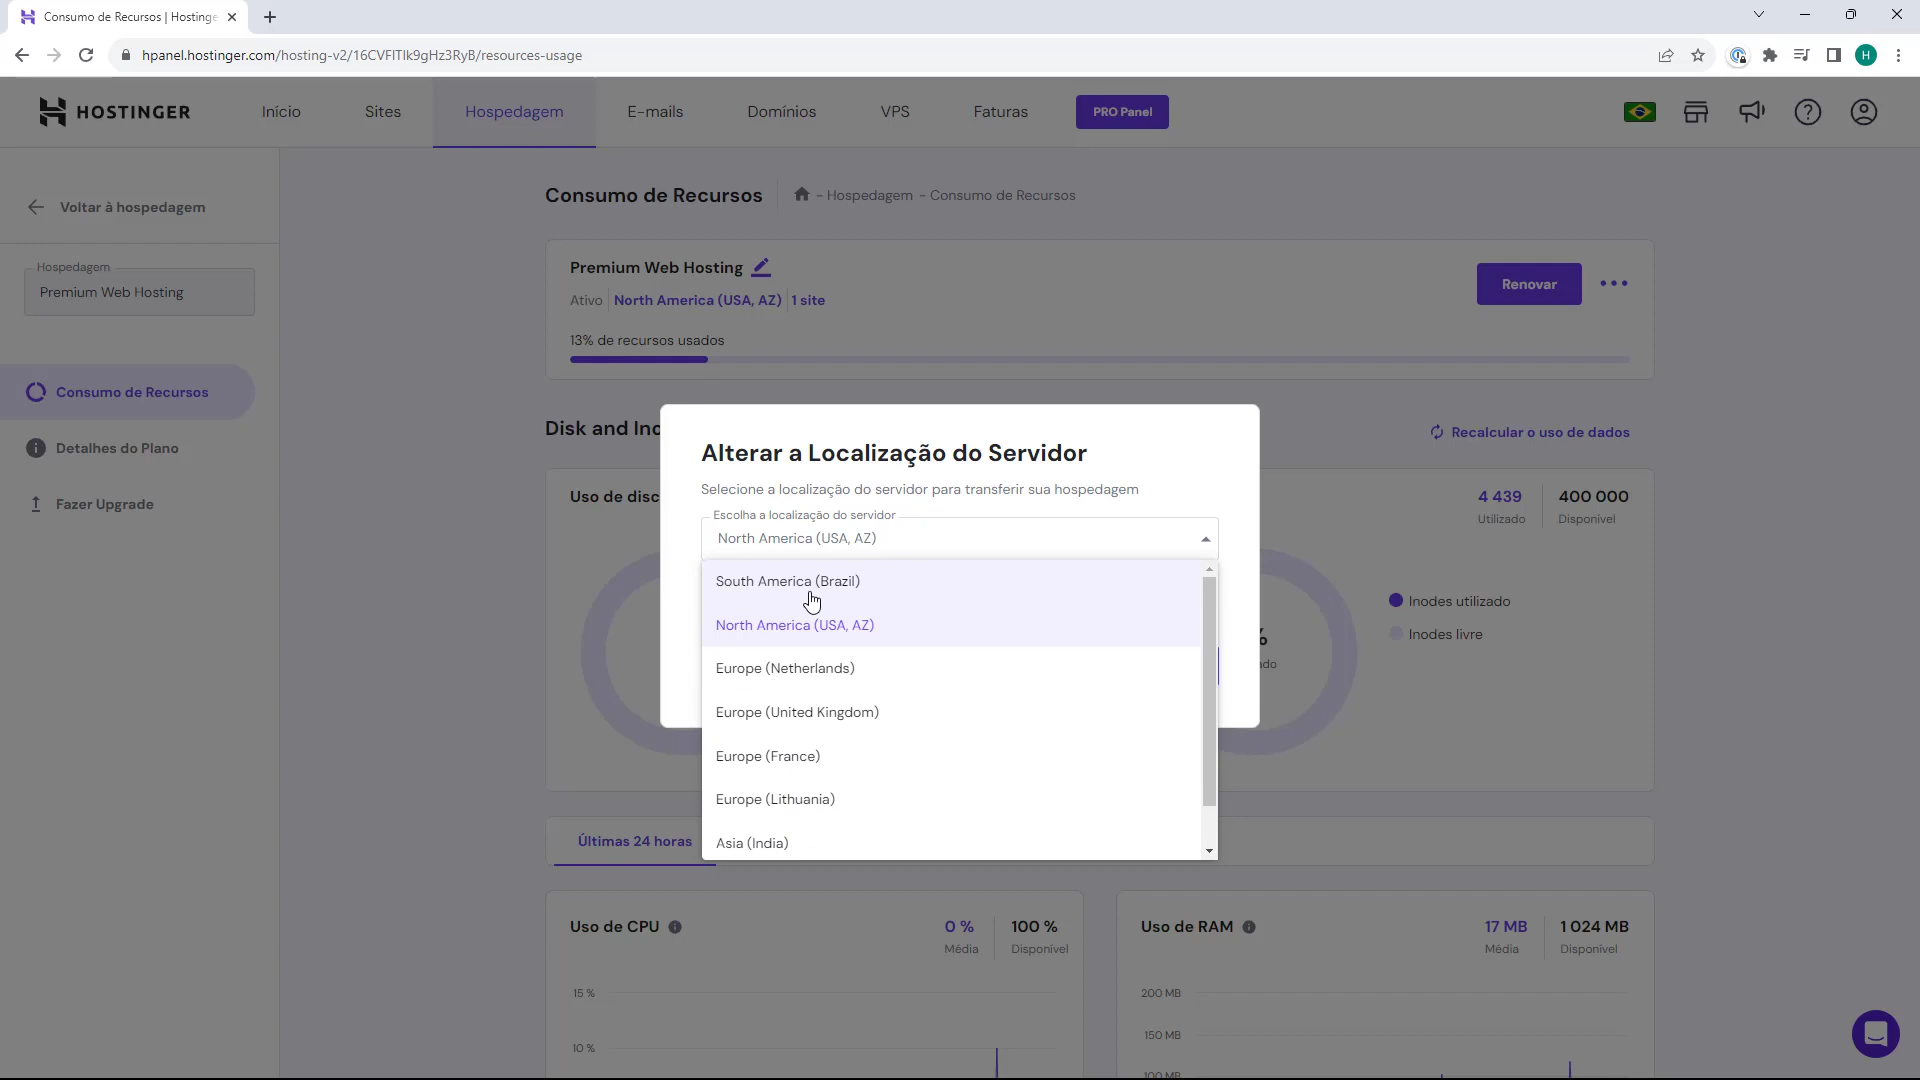 Consumo de Recursos | Hostinge
hpanel.hostinger.com/hosting-v2/16CVFlTIk9gHz3RyB/resources-usage
H
HOSTINGER
Início
Sites
Hospedagem
E-mails
Domínios
VPS
Faturas
PRO Panel
Voltar à hospedagem
Hospedagem
Premium Web Hosting
Consumo de Recursos
Detalhes do Plano
Fazer Upgrade
Consumo de Recursos
- Hospedagem - Consumo de Recursos
Premium Web Hosting
Ativo North America (USA, AZ) 1 site
Renovar
13% de recursos usados
Disk and Ino
Recalcular o uso de dados
Uso de disc
4 439
400 000
Utilizado
Disponível
Inodes utilizado
Inodes livre
%
do
Alterar a Localização do Servidor
Selecione a localização do servidor para transferir sua hospedagem
Escolha a localização do servidor
North America (USA, AZ)
South America (Brazil)
North America (USA, AZ)
Europe (Netherlands)
Europe (United Kingdom)
Europe (France)
Europe (Lithuania)
Asia (India)
Últimas 24 horas
Uso de CPU
0 %
100 %
Média
Disponível
15 %
10 %
Uso de RAM
17 MB
1 024 MB
Média
Disponível
200 MB
150 MB
100 MB